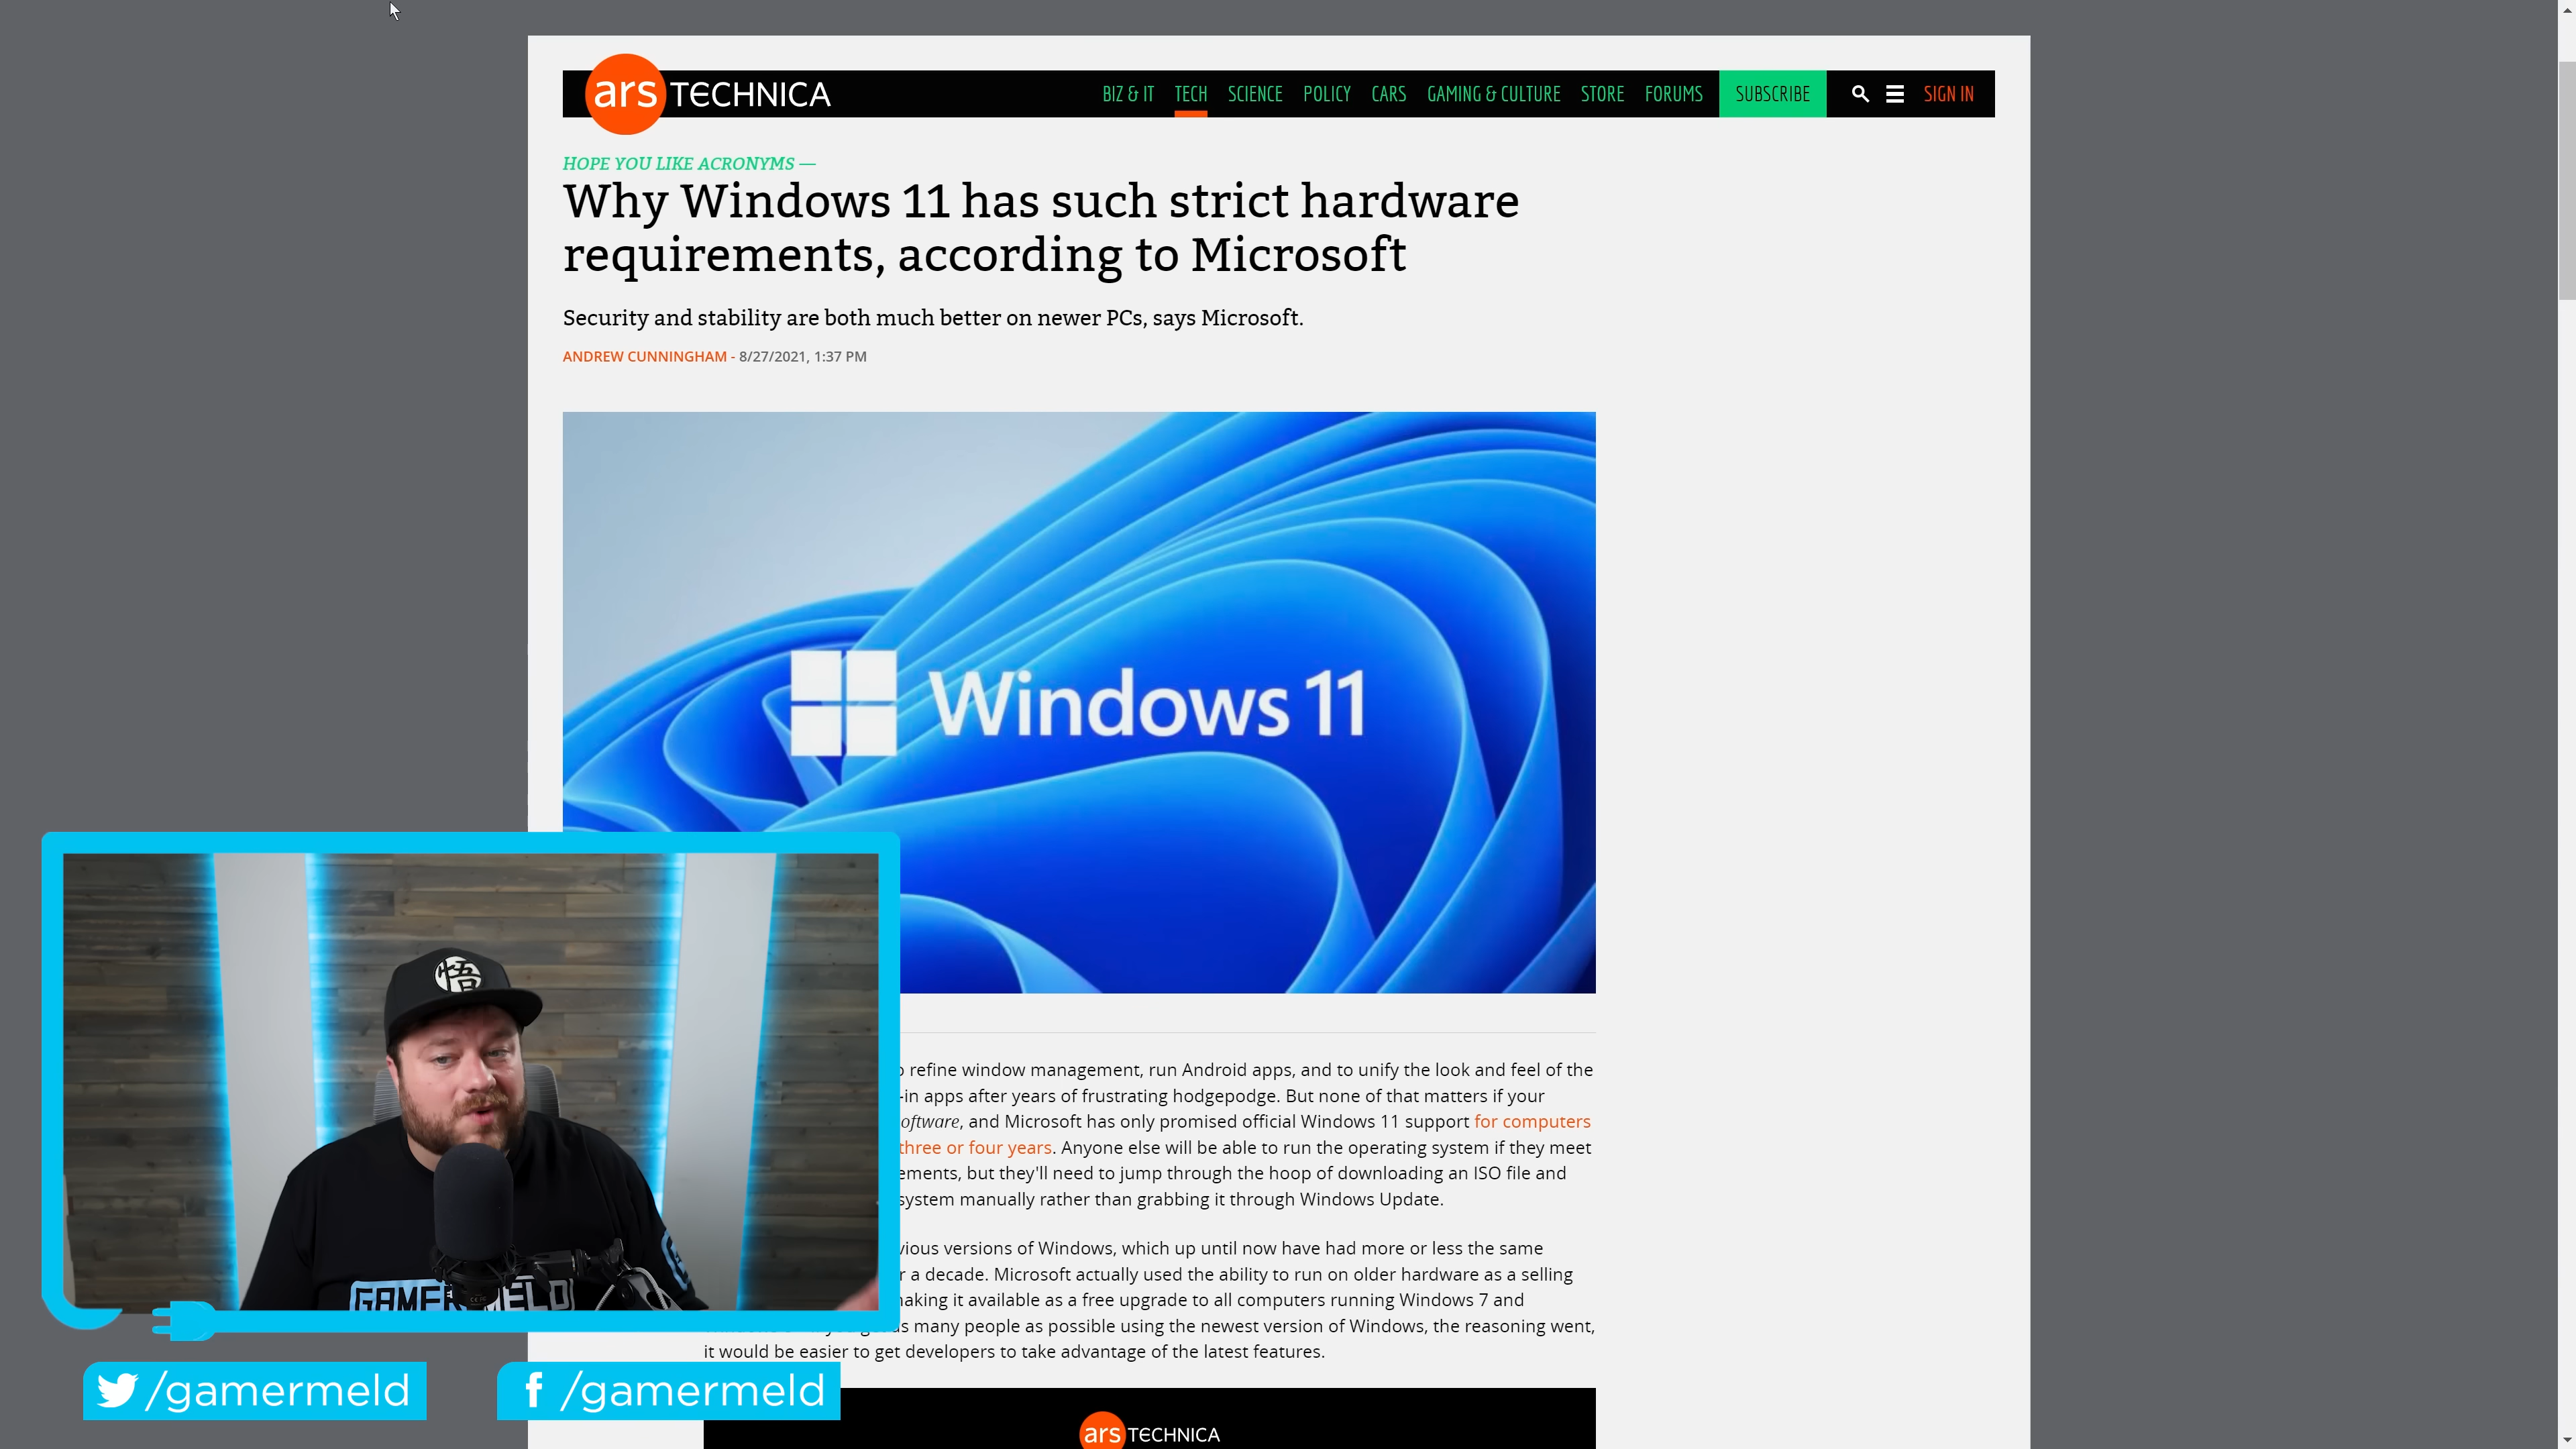 ars TECHNICA
BIZ & IT TECH SCIENCE POLICY CARS GAMING & CULTURE STORE FORUMS SUBSCRIBE SIGN IN
HOPE YOU LIKE ACRONYMS —
Why Windows 11 has such strict hardware
requirements, according to Microsoft
Security and stability are both much better on newer PCs, says Microsoft.
ANDREW CUNNINGHAM - 8/27/2021, 1:37 PM
Windows 11
refine window management, run Android apps, and to unify the look and feel of the
-in apps after years of frustrating hodgepodge. But none of that matters if your
oftware, and Microsoft has only promised official Windows 11 support for computers
three or four years. Anyone else will be able to run the operating system if they meet
ements, but they'll need to jump through the hoop of downloading an ISO file and
system manually rather than grabbing it through Windows Update.
vious versions of Windows, which up until now have had more or less the same
r a decade. Microsoft actually used the ability to run on older hardware as a selling
making it available as a free upgrade to all computers running Windows 7 and
as many people as possible using the newest version of Windows, the reasoning went,
it would be easier to get developers to take advantage of the latest features.
悟
GAMERMELD
/gamermeld
f /gamermeld
ars TECHNICA